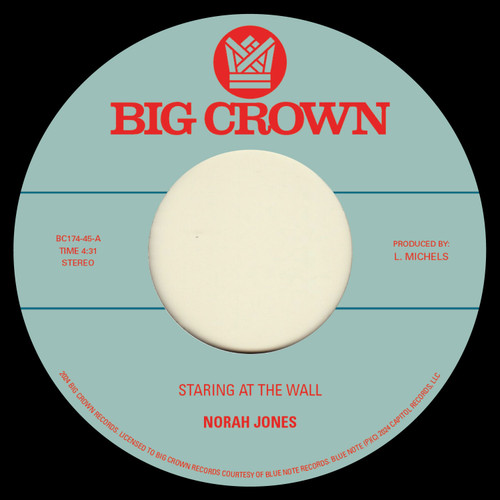 BIG CROWN
BC174-45-A
TIME 4:31
STEREO
PRODUCED BY:
L. MICHELS
STARING AT THE WALL
NORAH JONES
2024 BIG CROWN RECORDS. LICENSED TO BIG CROWN RECORDS COURTESY OF BLUE NOTE RECORDS. BLUE NOTE (P)(C) 2024 CAPITOL RECORDS, LLC